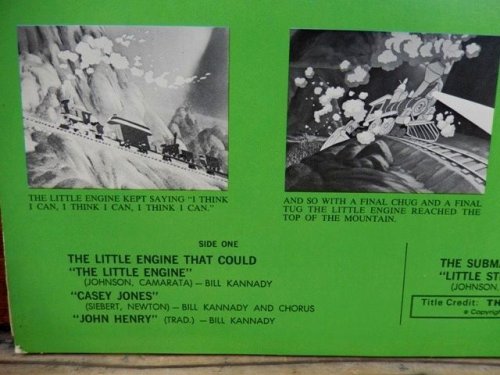 THE LITTLE ENGINE KEPT SAYING "I THINK
I CAN, I THINK I CAN, I THINK I CAN."
AND SO WITH A FINAL CHUG AND A FINAL
TUG THE LITTLE ENGINE REACHED THE
TOP OF THE MOUNTAIN.
SIDE ONE
THE LITTLE ENGINE THAT COULD
"THE LITTLE ENGINE"
(JOHNSON, CAMARATA) — BILL KANNADY
"CASEY JONES"
(SIEBERT, NEWTON) — BILL KANNADY AND CHORUS
"JOHN HENRY" (TRAD.) — BILL KANNADY
THE SUBM
"LITTLE ST
(JOHNSON,
Title Credit: TH
Copyrig